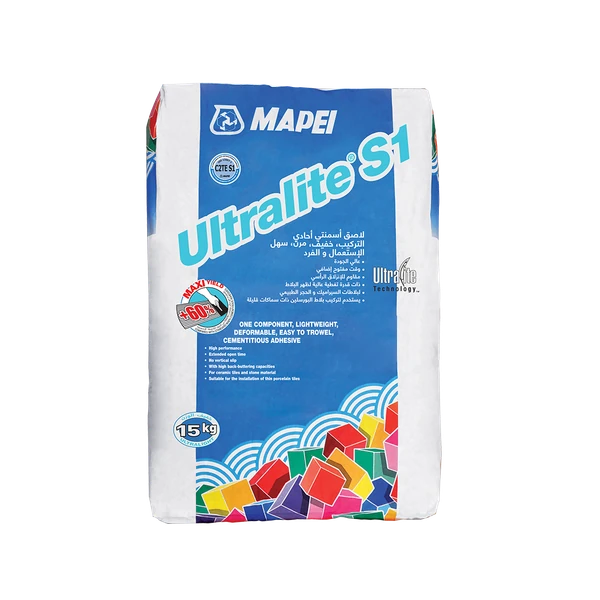 MAPEI
C2TE S1
Ultralite® S1
لاصق أسمنتي أحادي
التركيب، خفيف، مرن، سهل
الإستعمال و الفرد
• عالي الجودة
• وقت مفتوح إضافي
• مقاوم للإنزلاق الرأسي
• ذات قدرة تغطية عالية لظهر البلاط
• لبلاطات السيراميك و الحجر الطبيعي
• يستخدم لتركيب بلاط البورسلين ذات سماكات قليلة
Ultralite
Technology
MAXI YIELD
+60%
ONE COMPONENT, LIGHTWEIGHT,
DEFORMABLE, EASY TO TROWEL,
CEMENTITIOUS ADHESIVE
• High performance
• Extended open time
• No vertical slip
• With high back-buttering capacities
• For ceramic tiles and stone material
• Suitable for the installation of thin porcelain tiles
15 kg